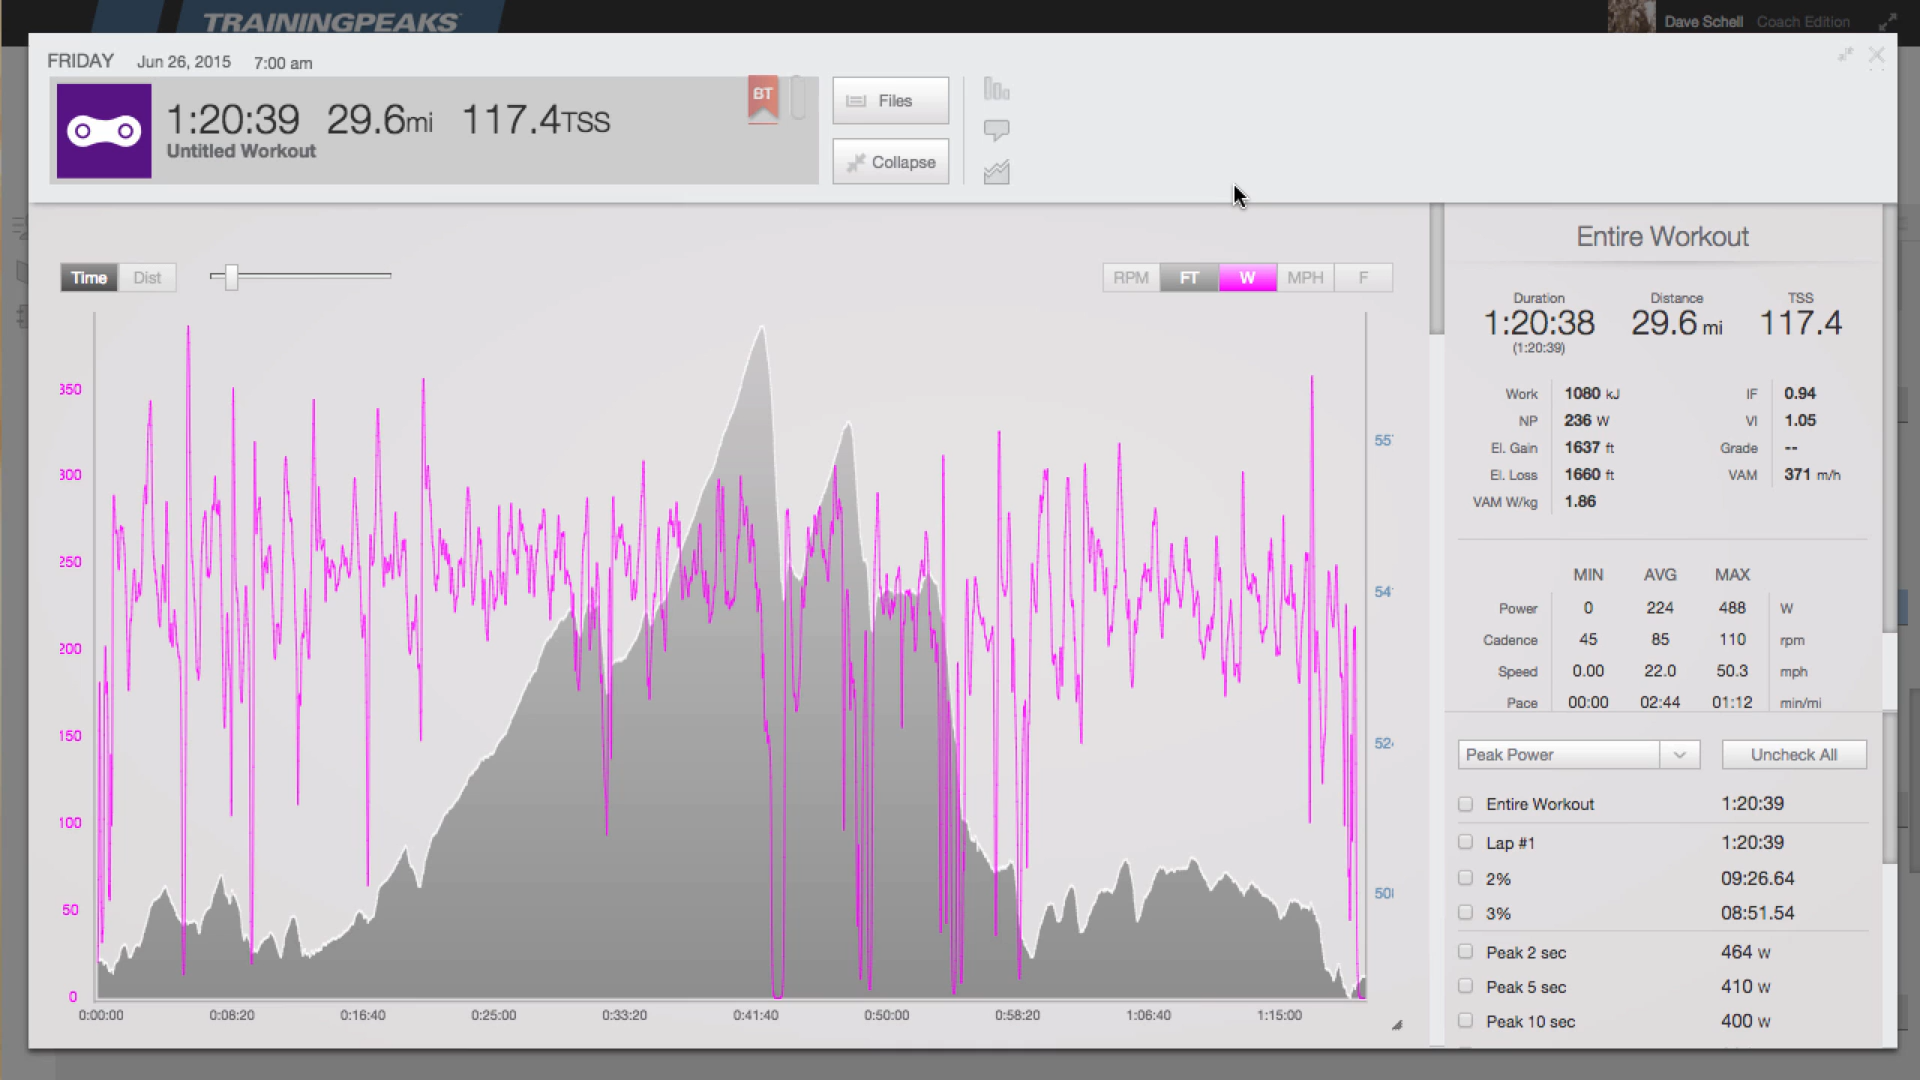 TRAININGPEAKS
Dave Schell Coach Edition
FRIDAY Jun 26, 2015 7:00 am
1:20:39 29.6mi 117.4TSS
Untitled Workout
BT
Files
Collapse
Time Dist
RPM FT W MPH F
350
300
250
200
150
100
50
0
55
54
52
50
0:00:00 0:08:20 0:16:40 0:25:00 0:33:20 0:41:40 0:50:00 0:58:20 1:06:40 1:15:00
Entire Workout
Duration Distance TSS
1:20:38 29.6 mi 117.4
(1:20:39)
Work 1080 kJ IF 0.94
NP 236 W VI 1.05
El. Gain 1637 ft Grade --
El. Loss 1660 ft VAM 371 m/h
VAM W/kg 1.86
MIN AVG MAX
Power 0 224 488 W
Cadence 45 85 110 rpm
Speed 0.00 22.0 50.3 mph
Pace 00:00 02:44 01:12 min/mi
Peak Power Uncheck All
Entire Workout 1:20:39
Lap #1 1:20:39
2% 09:26.64
3% 08:51.54
Peak 2 sec 464 W
Peak 5 sec 410 W
Peak 10 sec 400 W